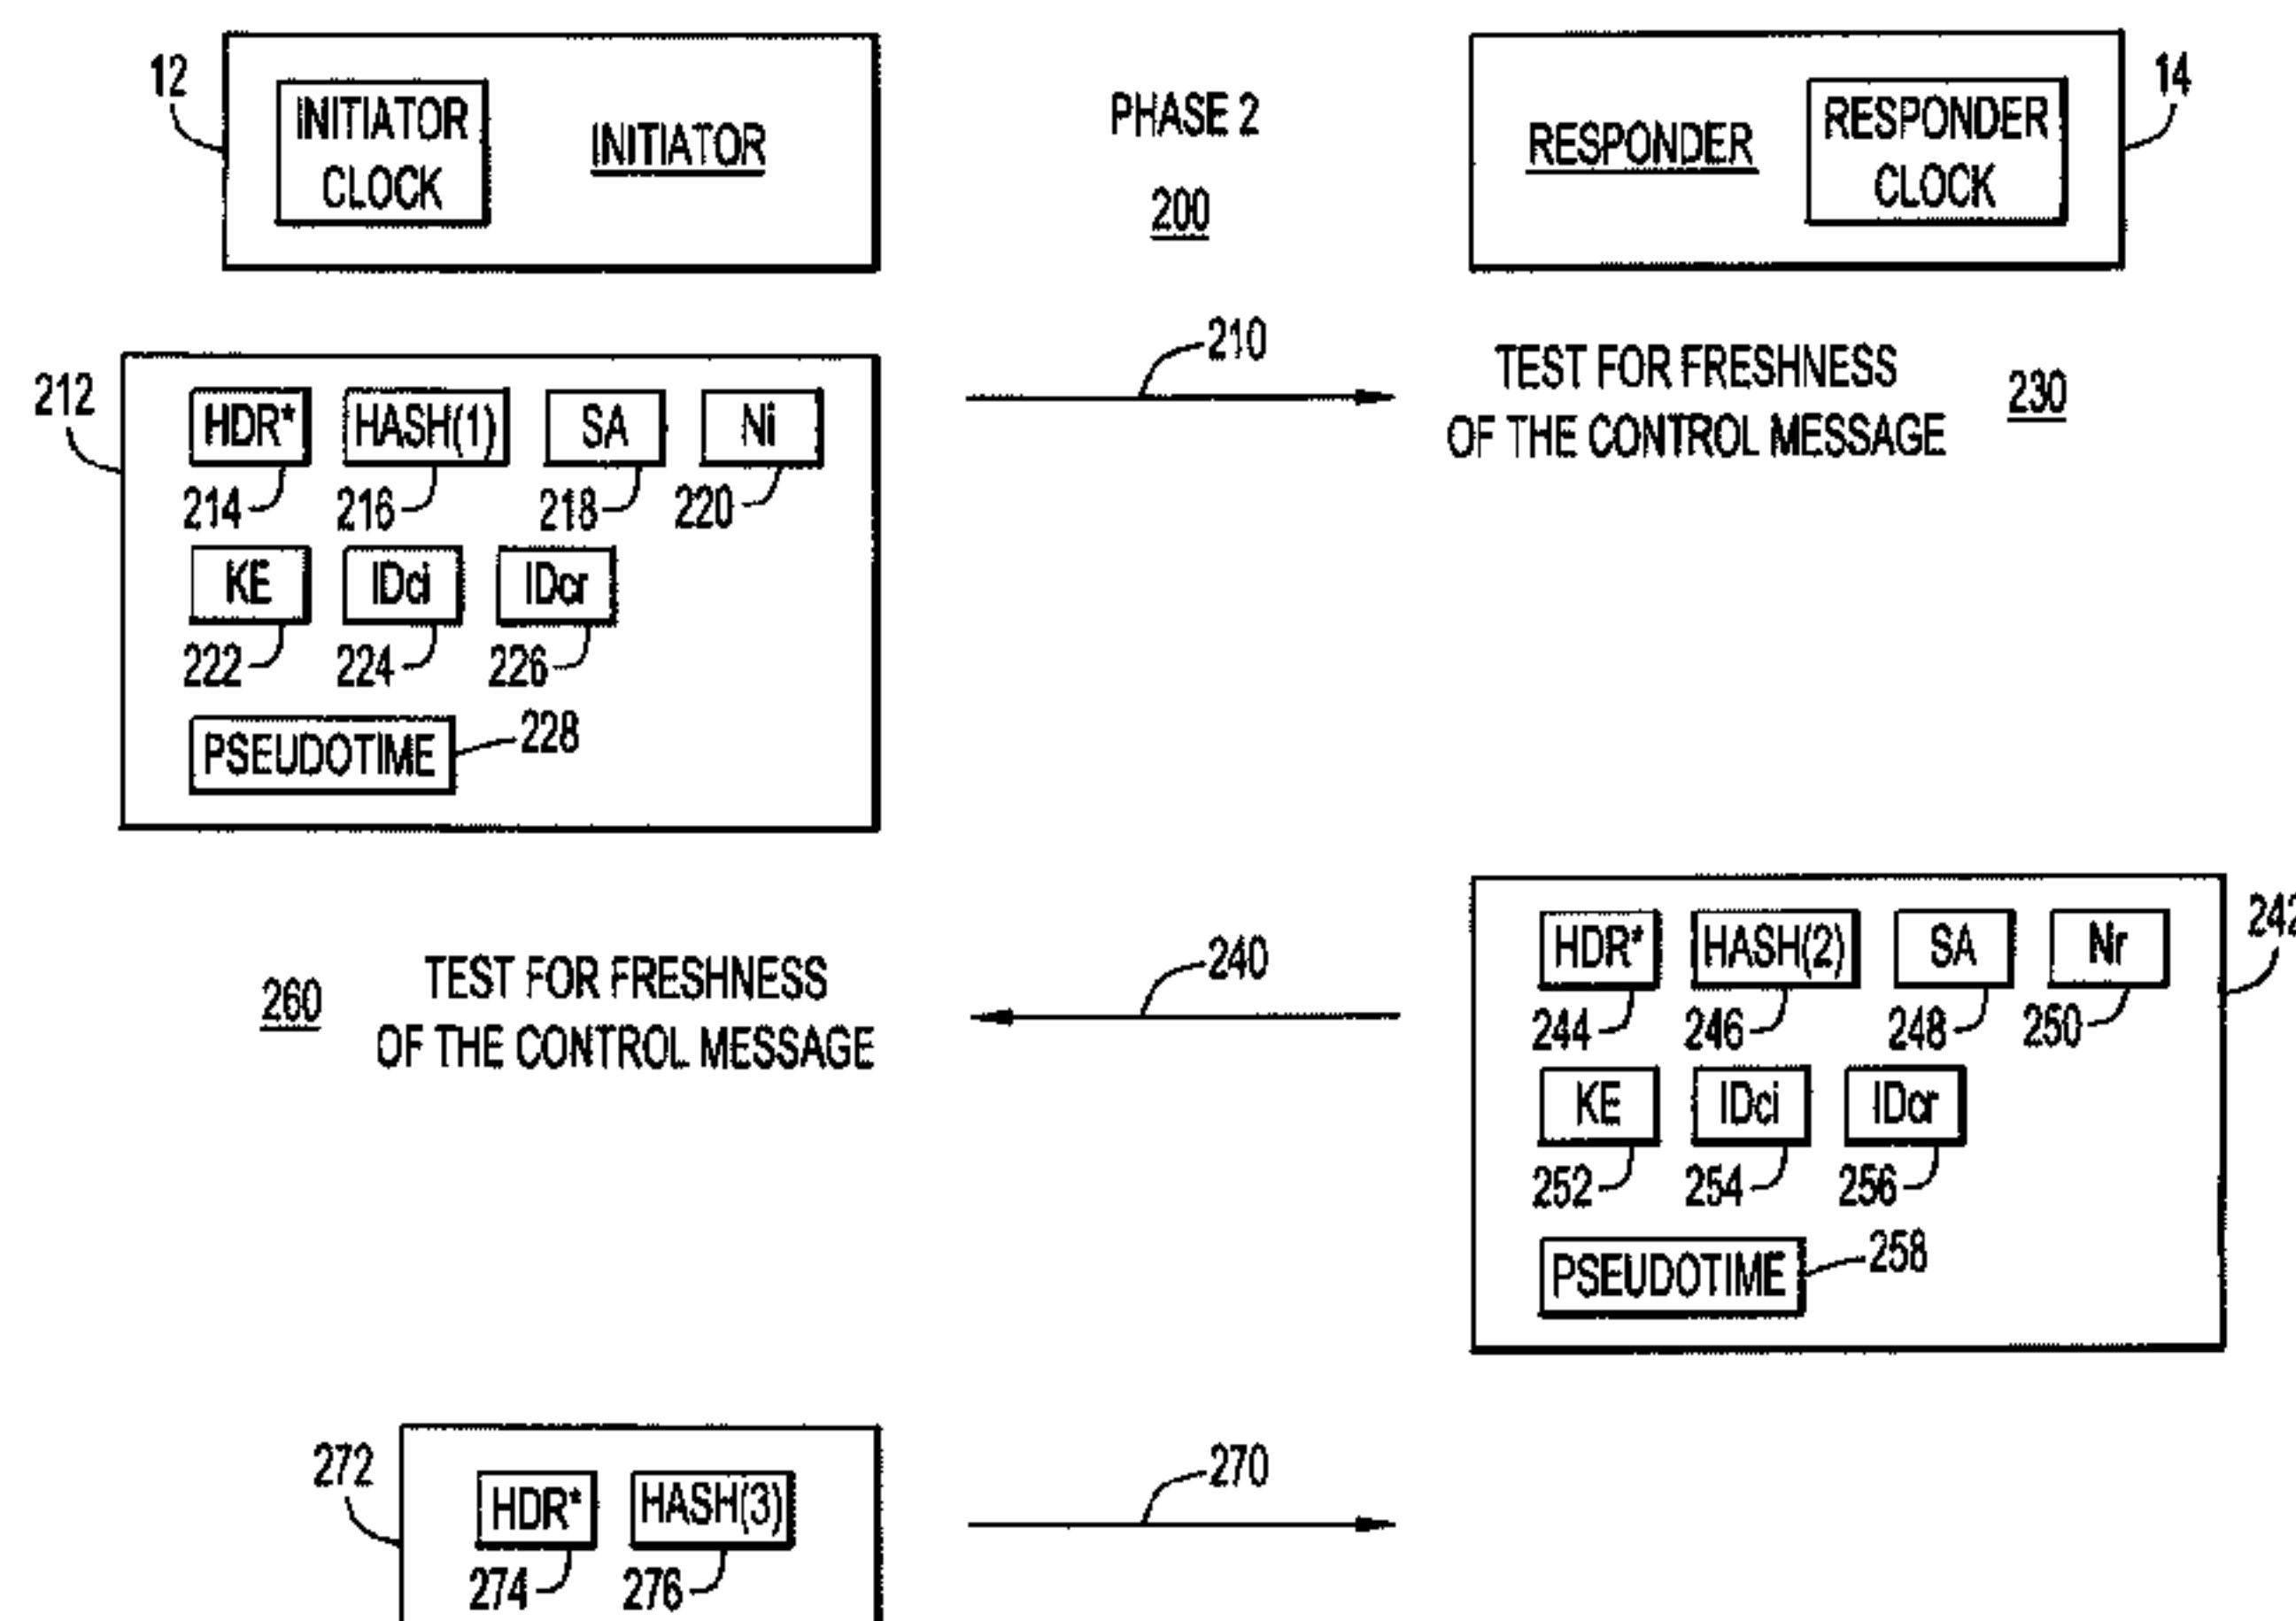 12
INITIATOR
CLOCK
INITIATOR
PHASE 2
200
RESPONDER
RESPONDER
CLOCK
14
210
TEST FOR FRESHNESS
OF THE CONTROL MESSAGE
230
212
HDR*
HASH(1)
SA
Ni
214
216
218
220
KE
IDci
IDcr
222
224
226
PSEUDOTIME
228
242
HDR*
HASH(2)
SA
Nr
244
246
248
250
KE
IDci
IDcr
252
254
256
PSEUDOTIME
258
240
260
TEST FOR FRESHNESS
OF THE CONTROL MESSAGE
272
HDR*
HASH(3)
274
276
270